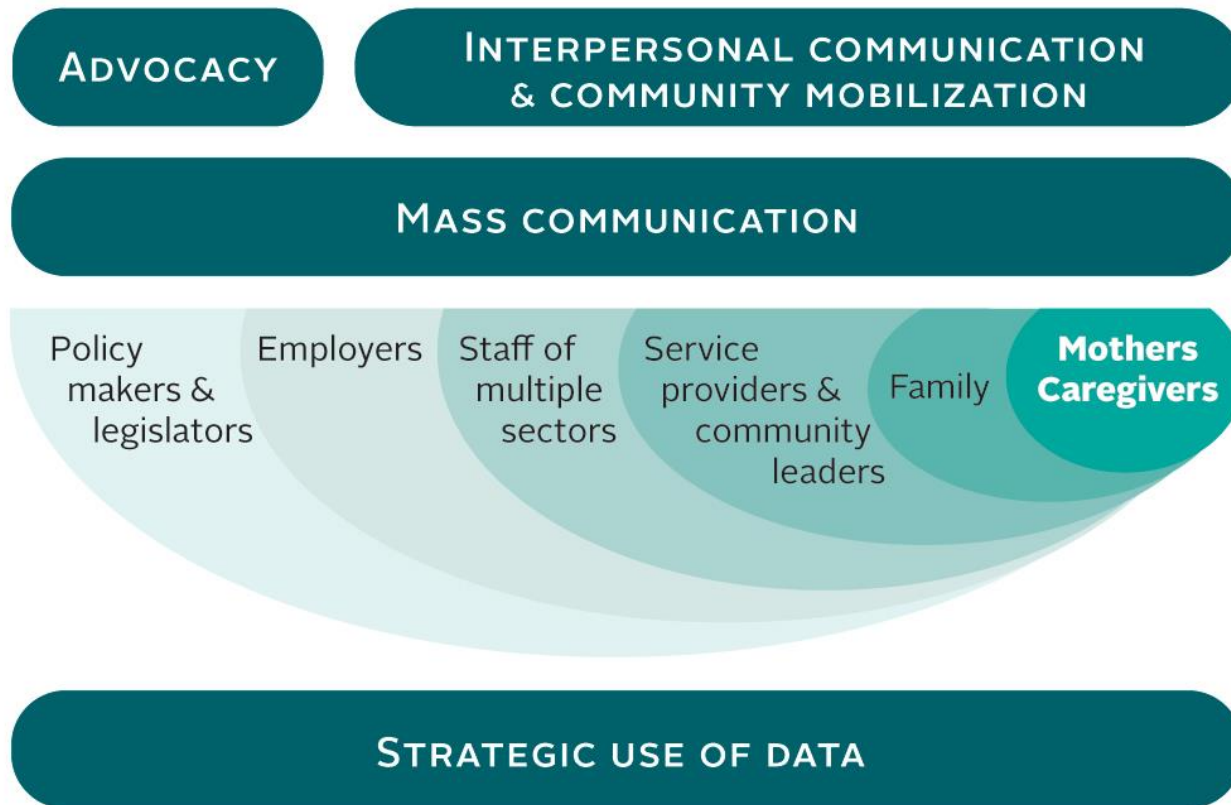 ADVOCACY
INTERPERSONAL COMMUNICATION
& COMMUNITY MOBILIZATION
MASS COMMUNICATION
Policy
makers &
legislators
Employers
Staff of
multiple
sectors
Service
providers &
community
leaders
Family
Mothers
Caregivers
STRATEGIC USE OF DATA